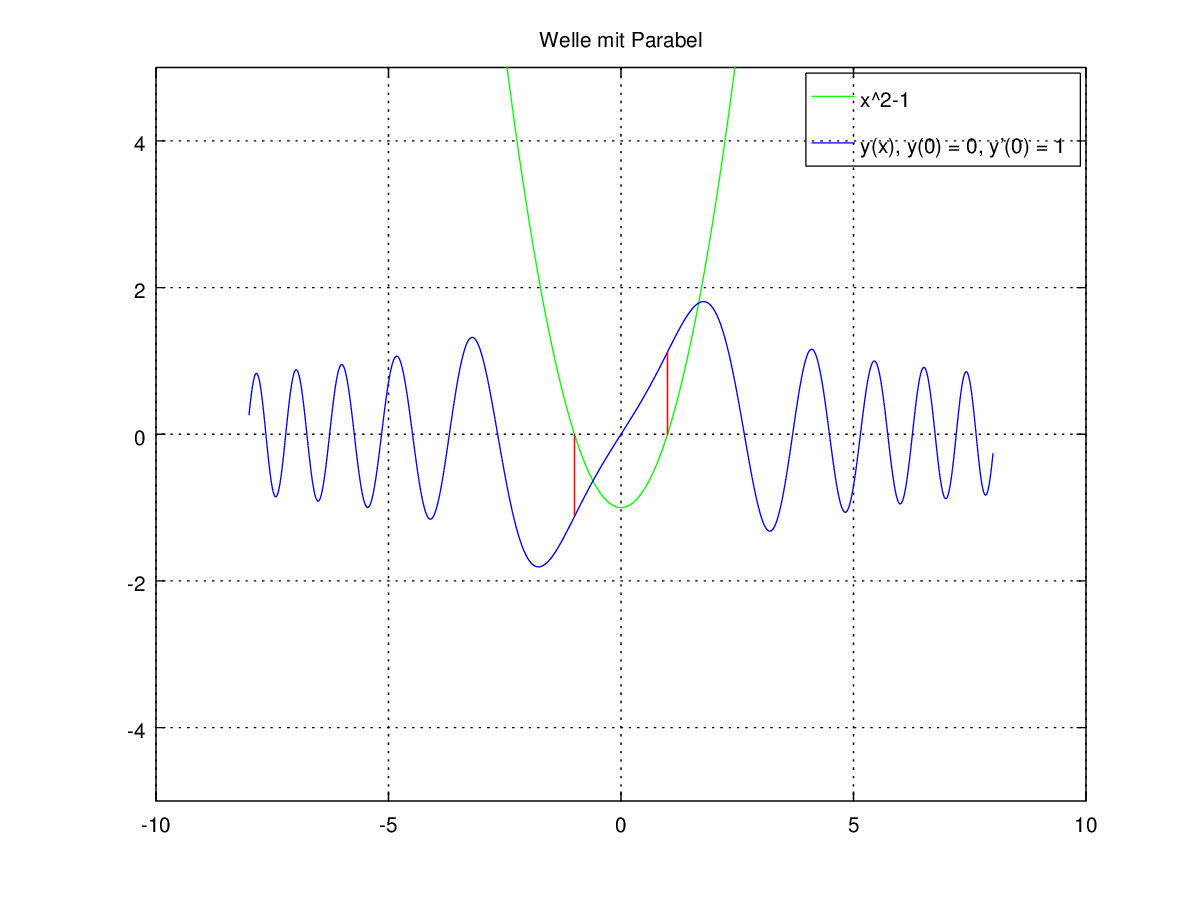 Welle mit Parabel
x^2-1
y(x), y(0) = 0, y'(0) = 1
4
2
0
-2
-4
-10 -5 0 5 10